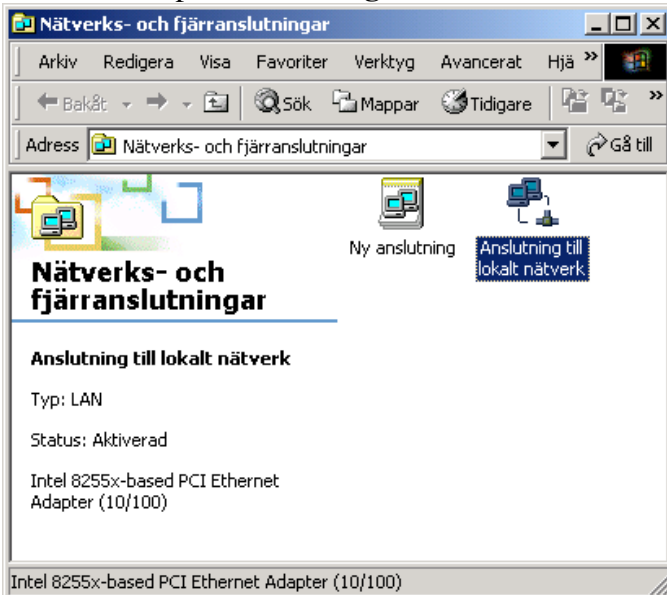 Nätverks- och fjärranslutningar
Arkiv Redigera Visa Favoriter Verktyg Avancerat Hjä »
Bakåt Sök Mappar Tidigare »
Adress Nätverks- och fjärranslutningar Gå till
Ny anslutning
Anslutning till
lokalt nätverk
Nätverks- och
fjärranslutningar
Anslutning till lokalt nätverk
Typ: LAN
Status: Aktiverad
Intel 8255x-based PCI Ethernet
Adapter (10/100)
Intel 8255x-based PCI Ethernet Adapter (10/100)